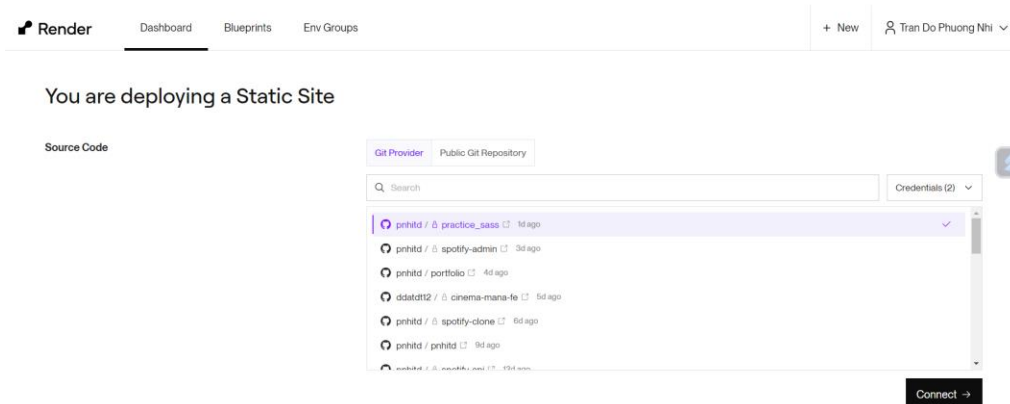 Render Dashboard Blueprints Env Groups + New Tran Do Phuong Nhi
You are deploying a Static Site
Source Code
Git Provider Public Git Repository
Search Credentials (2)
pnhitd / practice_sass 1d ago
pnhitd / spotify-admin 3d ago
pnhitd / portfolio 4d ago
ddatdt12 / cinema-mana-fe 5d ago
pnhitd / spotify-clone 6d ago
pnhitd / pnhitd 9d ago
pnhitd /
Connect →